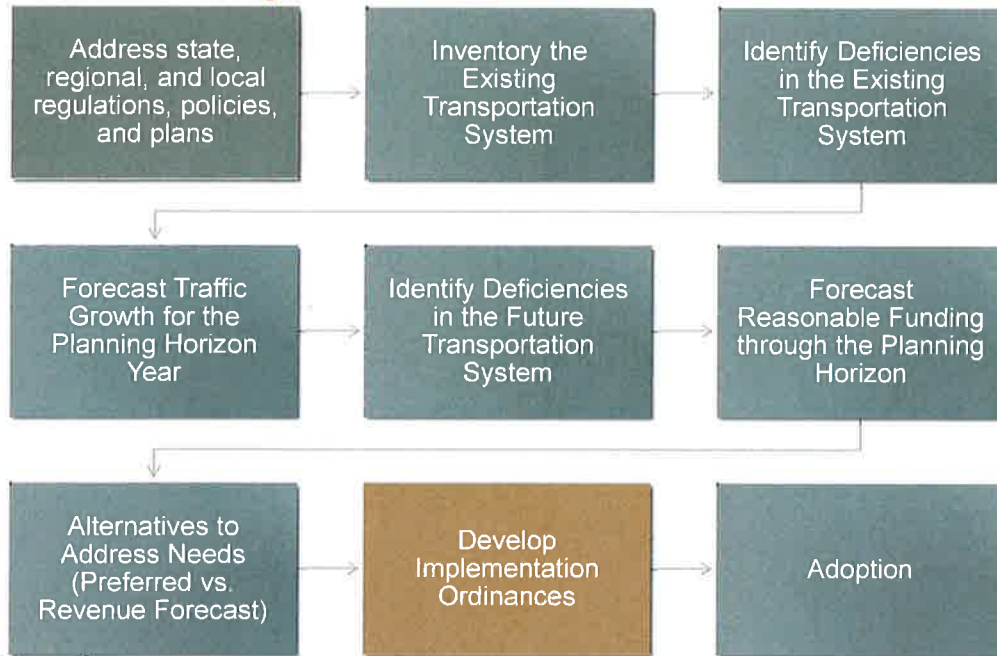 Address state,
regional, and local
regulations, policies,
and plans
Inventory the
Existing
Transportation
System
Identify Deficiencies
in the Existing
Transportation
System
Forecast Traffic
Growth for the
Planning Horizon
Year
Identify Deficiencies
in the Future
Transportation
System
Forecast
Reasonable Funding
through the Planning
Horizon
Alternatives to
Address Needs
(Preferred vs.
Revenue Forecast)
Develop
Implementation
Ordinances
Adoption